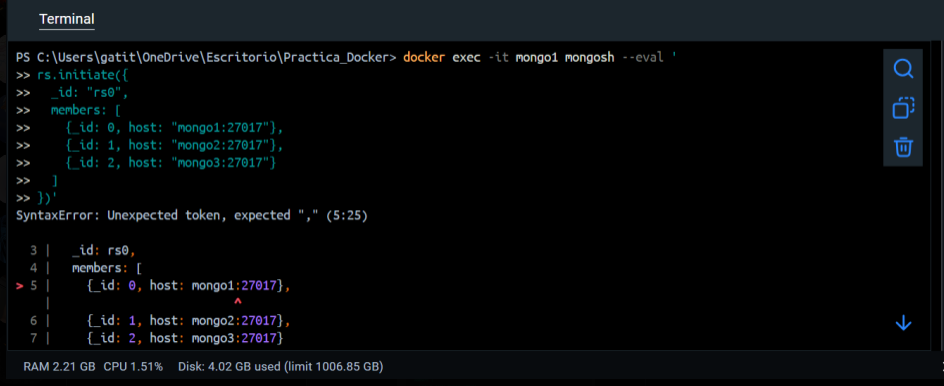 Terminal
PS C:\Users\gatit\OneDrive\Escritorio\Practica_Docker> docker exec -it mongo1 mongosh --eval '
>> rs.initiate({
>>   _id: "rs0",
>>   members: [
>>     {_id: 0, host: "mongo1:27017"},
>>     {_id: 1, host: "mongo2:27017"},
>>     {_id: 2, host: "mongo3:27017"}
>>   ]
>> })'
SyntaxError: Unexpected token, expected "," (5:25)
  3 |   _id: rs0,
  4 |   members: [
> 5 |     {_id: 0, host: mongo1:27017},
    |                          ^
  6 |     {_id: 1, host: mongo2:27017},
  7 |     {_id: 2, host: mongo3:27017}
RAM 2.21 GB CPU 1.51% Disk: 4.02 GB used (limit 1006.85 GB)